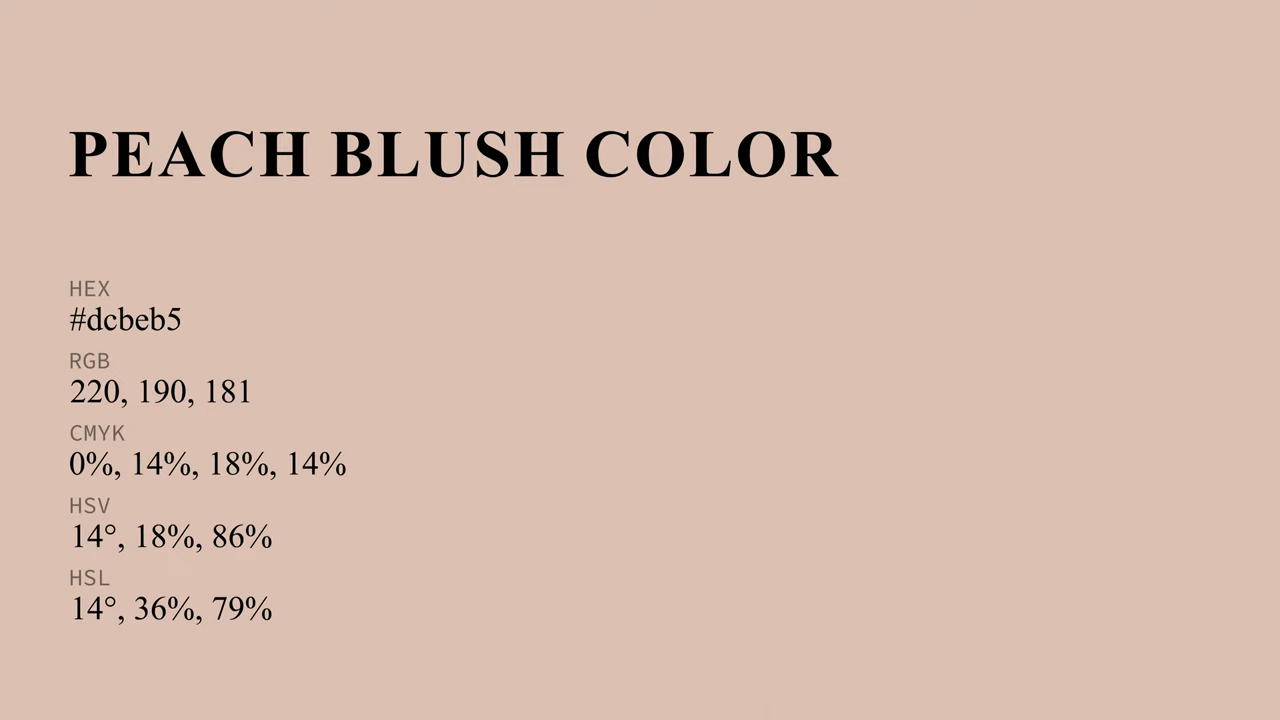 PEACH BLUSH COLOR
HEX
#dcbeb5
RGB
220, 190, 181
CMYK
0%, 14%, 18%, 14%
HSV
14°, 18%, 86%
HSL
14°, 36%, 79%